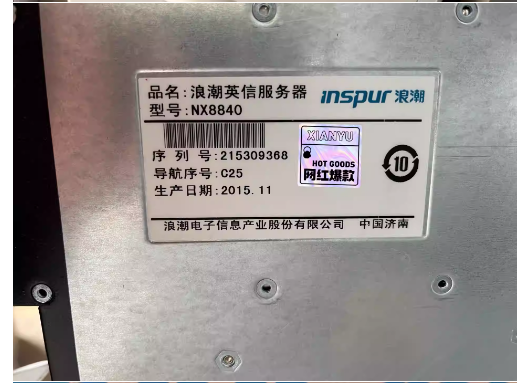 品名:浪潮英信服务器
inspur 浪潮
型号:NX8840
XIANYU
HOT GOODS
网红爆款
序列号:215309368
导航序号:C25
生产日期:2015.11
10
浪潮电子信息产业股份有限公司 中国济南